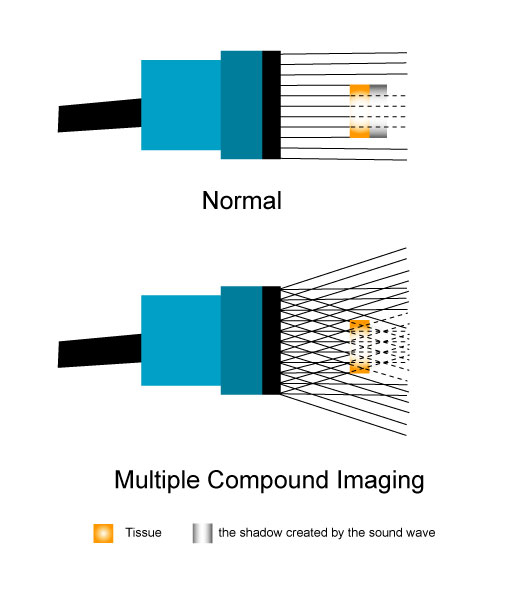 Normal
Multiple Compound Imaging
Tissue
the shadow created by the sound wave